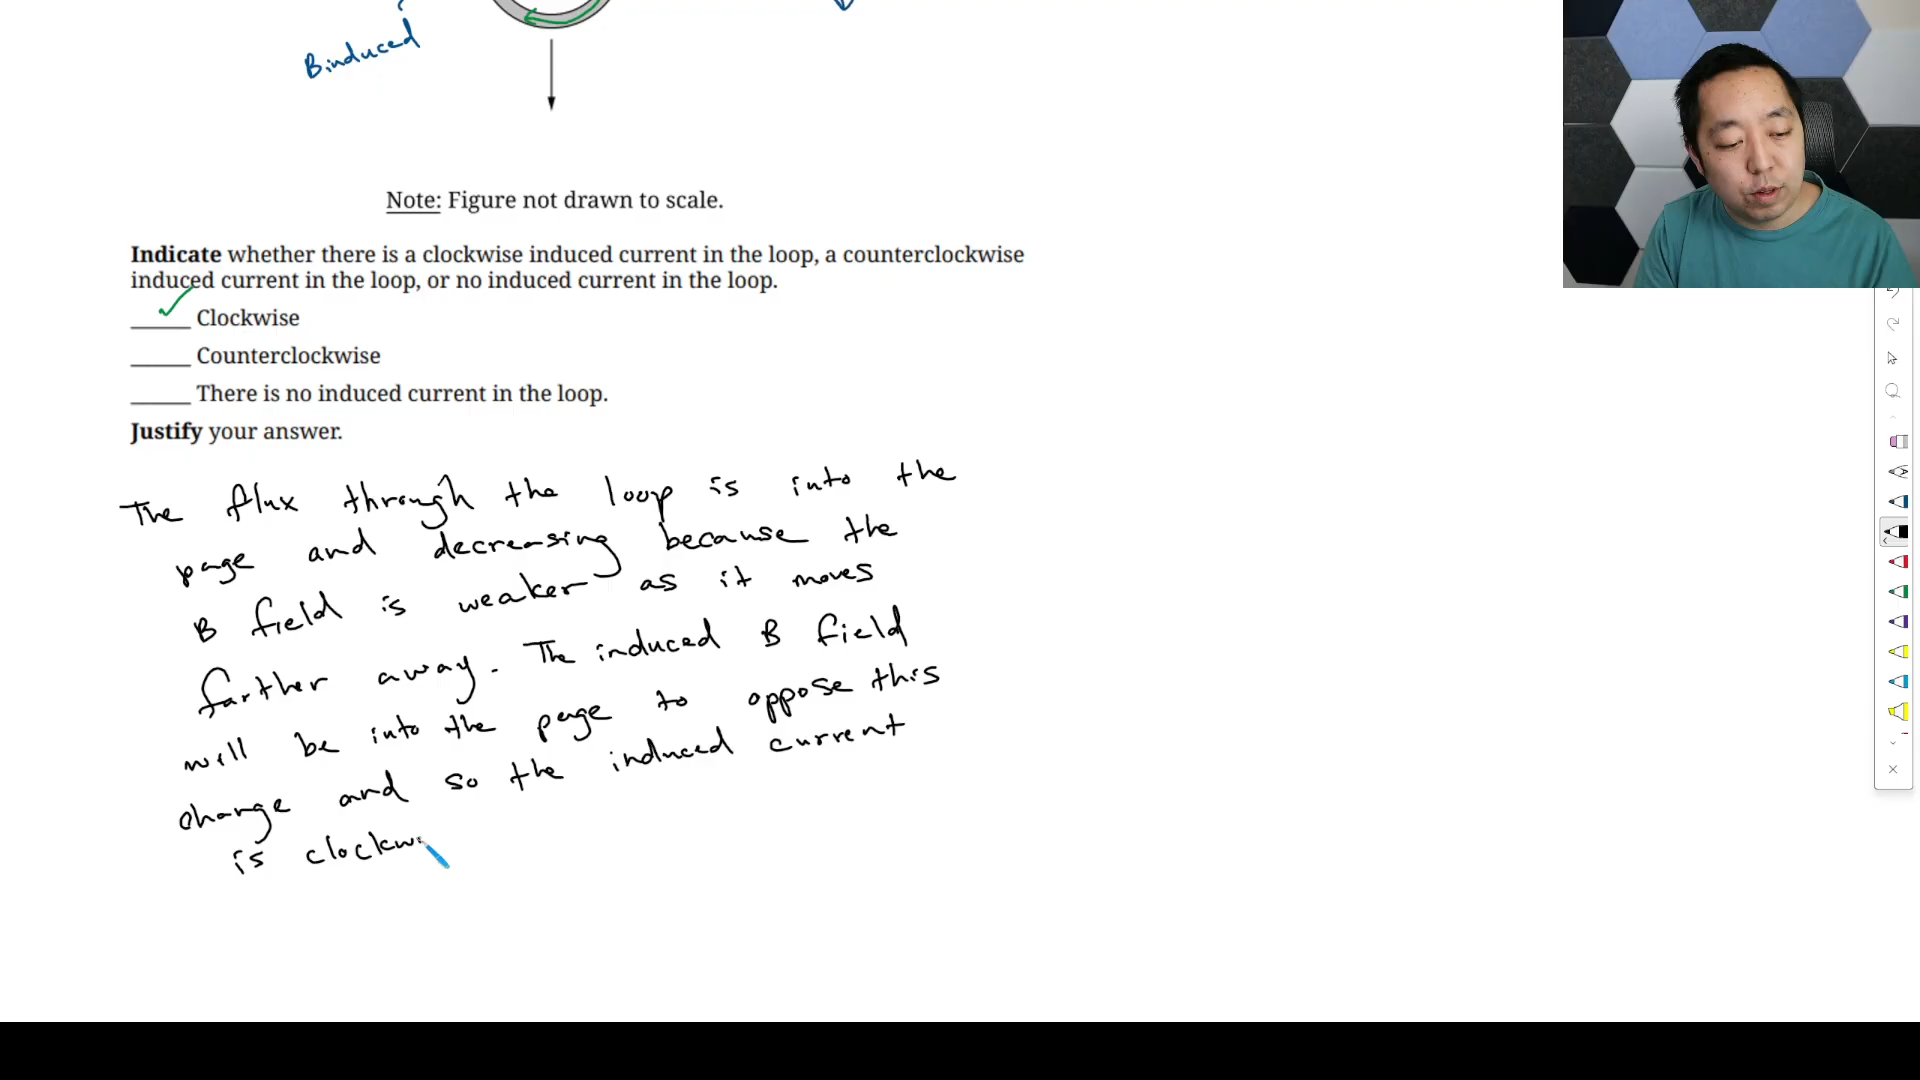 Binduced
Note: Figure not drawn to scale.
Indicate whether there is a clockwise induced current in the loop, a counterclockwise
induced current in the loop, or no induced current in the loop.
Clockwise
Counterclockwise
There is no induced current in the loop.
Justify your answer.
The flux through the loop is into the
page and decreasing because the
B field is weaker as it moves
farther away. The induced B field
will be into the page to oppose this
change and so the induced current
is clockw